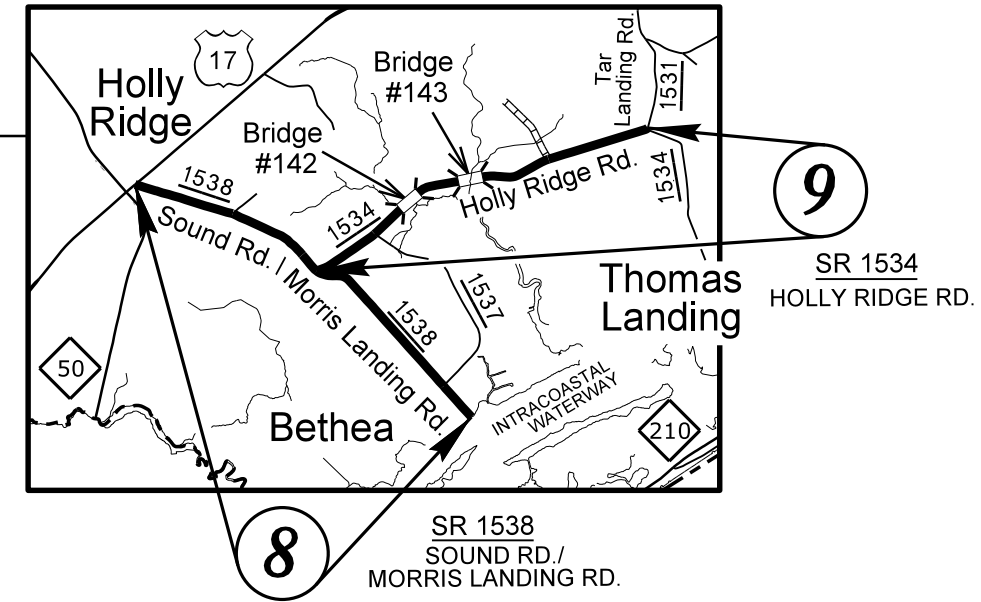 17
Holly
Ridge
Bridge
#143
Bridge
#142
Tar
Landing Rd.
1531
1538
1534
Holly Ridge Rd.
1534
9
Sound Rd. | Morris Landing Rd.
SR 1534
HOLLY RIDGE RD.
Thomas
Landing
1537
1538
50
Bethea
INTRACOASTAL
WATERWAY
210
8
SR 1538
SOUND RD./
MORRIS LANDING RD.